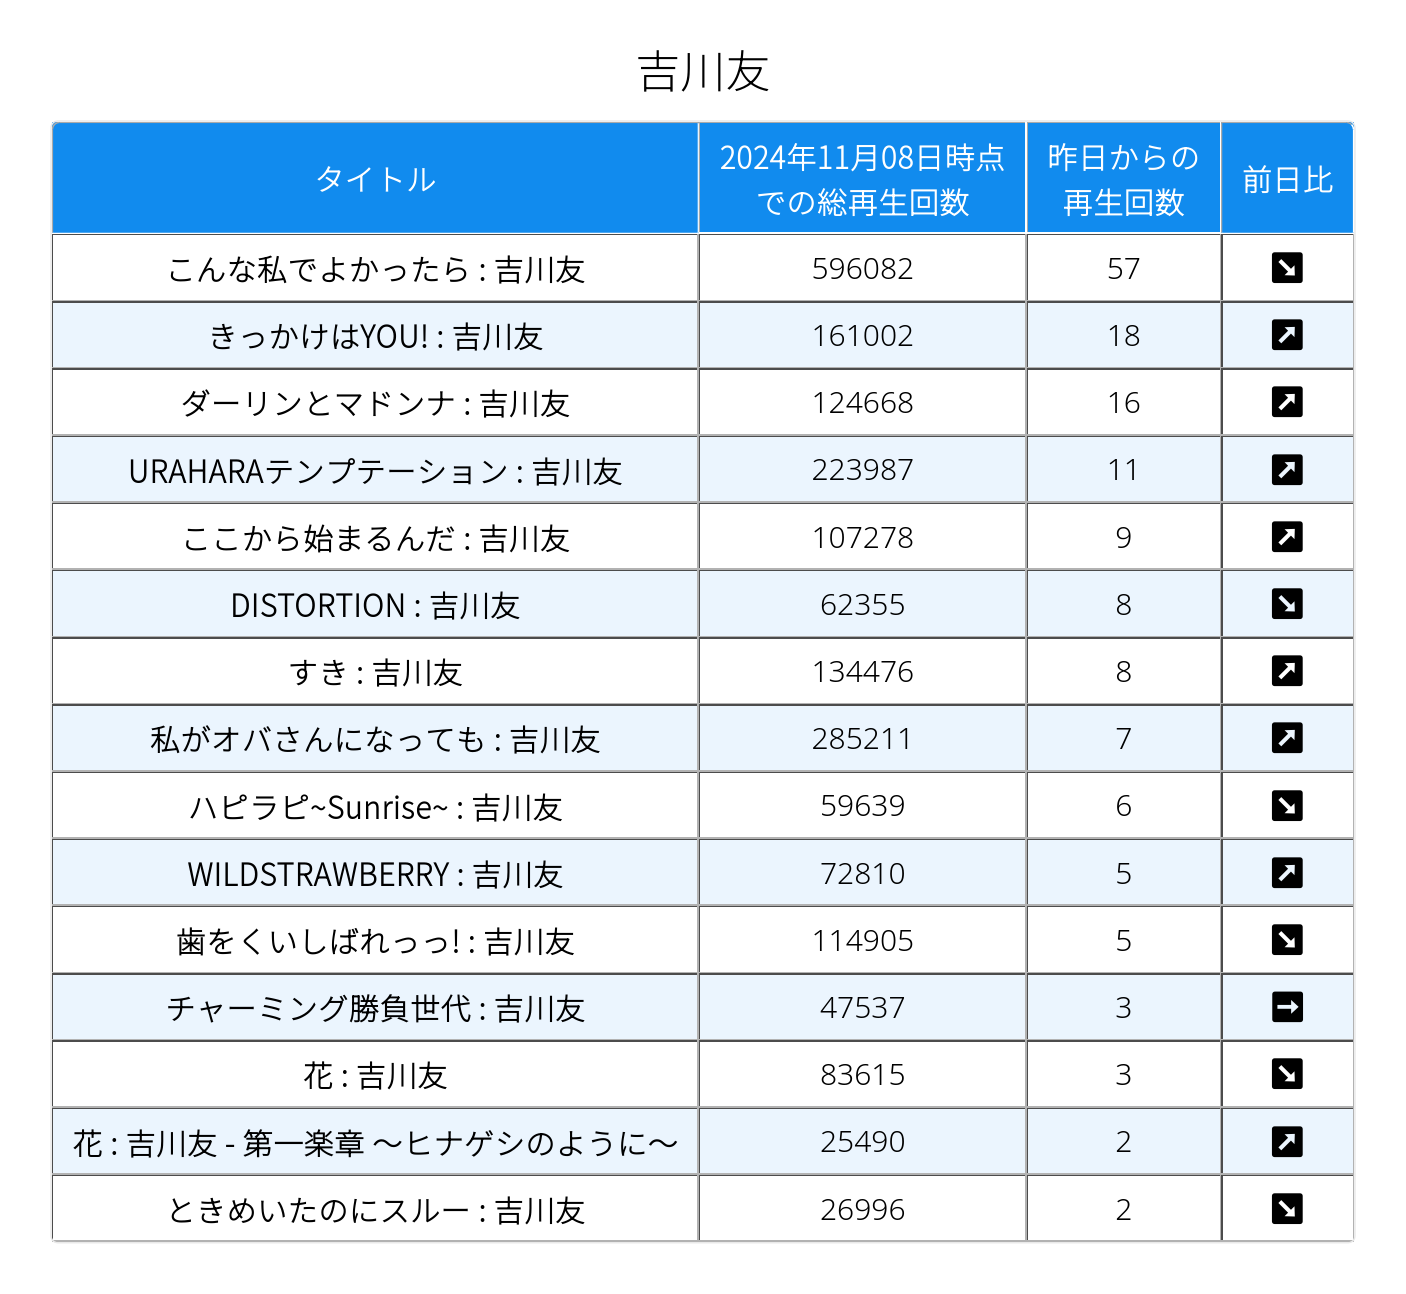 吉川友
タイトル
2024年11月08日時点
での総再生回数
昨日からの
再生回数
前日比
こんな私でよかったら : 吉川友 596082 57 ↘
きっかけはYOU! : 吉川友 161002 18 ↗
ダーリンとマドンナ : 吉川友 124668 16 ↗
URAHARAテンプテーション : 吉川友 223987 11 ↗
ここから始まるんだ : 吉川友 107278 9 ↗
DISTORTION : 吉川友 62355 8 ↘
すき : 吉川友 134476 8 ↗
私がオバさんになっても : 吉川友 285211 7 ↗
ハピラピ~Sunrise~ : 吉川友 59639 6 ↘
WILDSTRAWBERRY : 吉川友 72810 5 ↗
歯をくいしばれっっ! : 吉川友 114905 5 ↘
チャーミング勝負世代 : 吉川友 47537 3 →
花 : 吉川友 83615 3 ↘
花 : 吉川友 - 第一楽章 〜ヒナゲシのように〜 25490 2 ↗
ときめいたのにスルー : 吉川友 26996 2 ↘